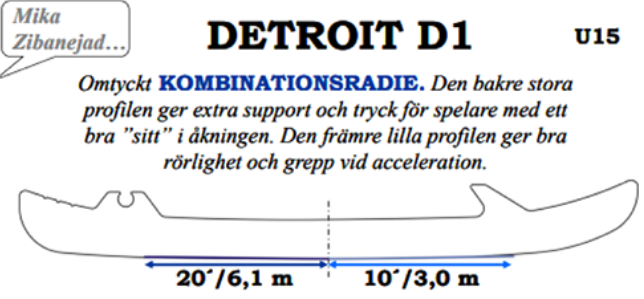 Mika
Zibanejad...
DETROIT D1
U15
Omtyckt KOMBINATIONSRADIE. Den bakre stora
profilen ger extra support och tryck för spelare med ett
bra ”sitt” i åkningen. Den främre lilla profilen ger bra
rörlighet och grepp vid acceleration.
20´/6,1 m
10´/3,0 m